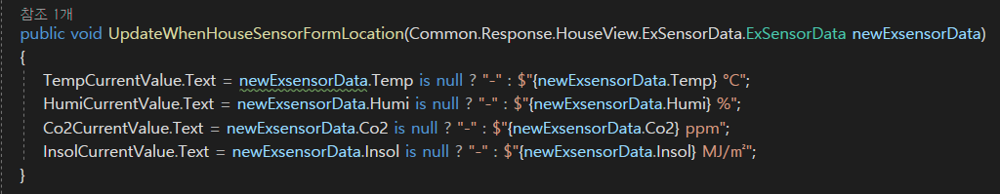 참조 1개
public void UpdateWhenHouseSensorFormLocation(Common.Response.HouseView.ExSensorData.ExSensorData newExsensorData)
{
TempCurrentValue.Text = newExsensorData.Temp is null ? "-" : $"{newExsensorData.Temp} °C";
HumiCurrentValue.Text = newExsensorData.Humi is null ? "-" : $"{newExsensorData.Humi} %";
Co2CurrentValue.Text = newExsensorData.Co2 is null ? "-" : $"{newExsensorData.Co2} ppm";
InsolCurrentValue.Text = newExsensorData.Insol is null ? "-" : $"{newExsensorData.Insol} MJ/㎡";
}